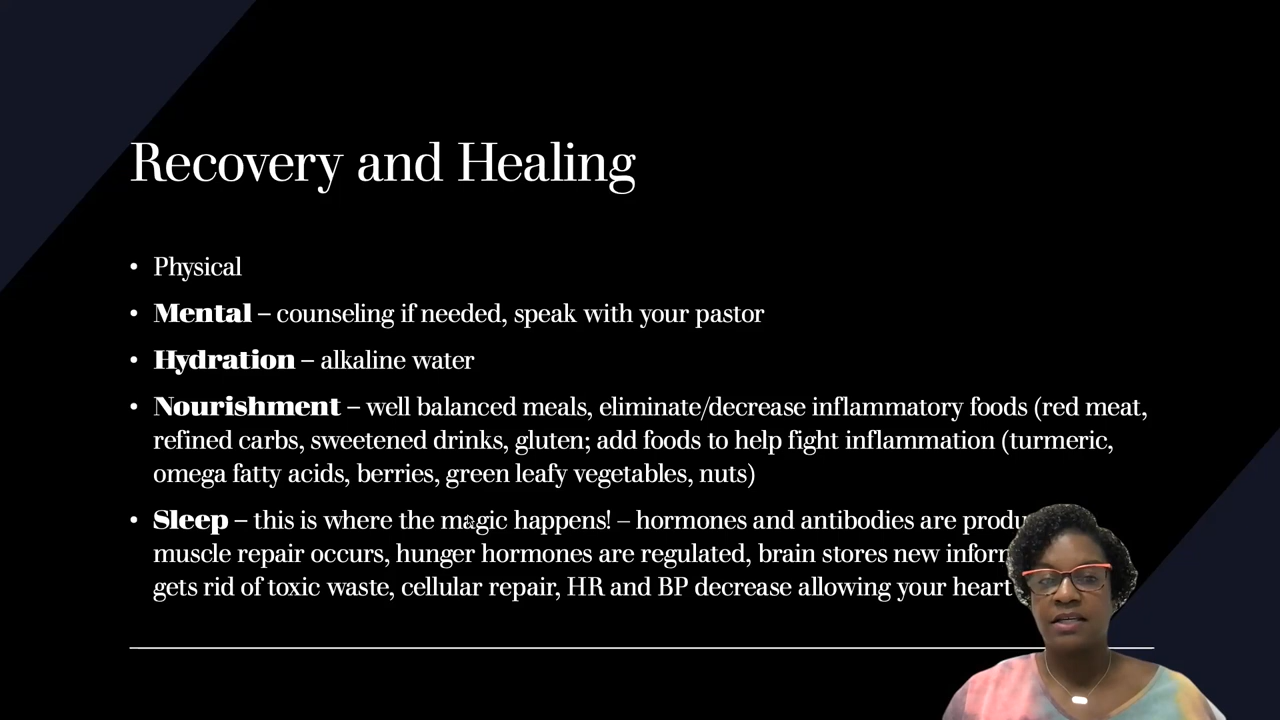 Recovery and Healing
• Physical
• Mental – counseling if needed, speak with your pastor
• Hydration – alkaline water
• Nourishment – well balanced meals, eliminate/decrease inflammatory foods (red meat,
refined carbs, sweetened drinks, gluten; add foods to help fight inflammation (turmeric,
omega fatty acids, berries, green leafy vegetables, nuts)
• Sleep – this is where the magic happens! – hormones and antibodies are
muscle repair occurs, hunger hormones are regulated, brain stores new
gets rid of toxic waste, cellular repair, HR and BP decrease allowing your heart